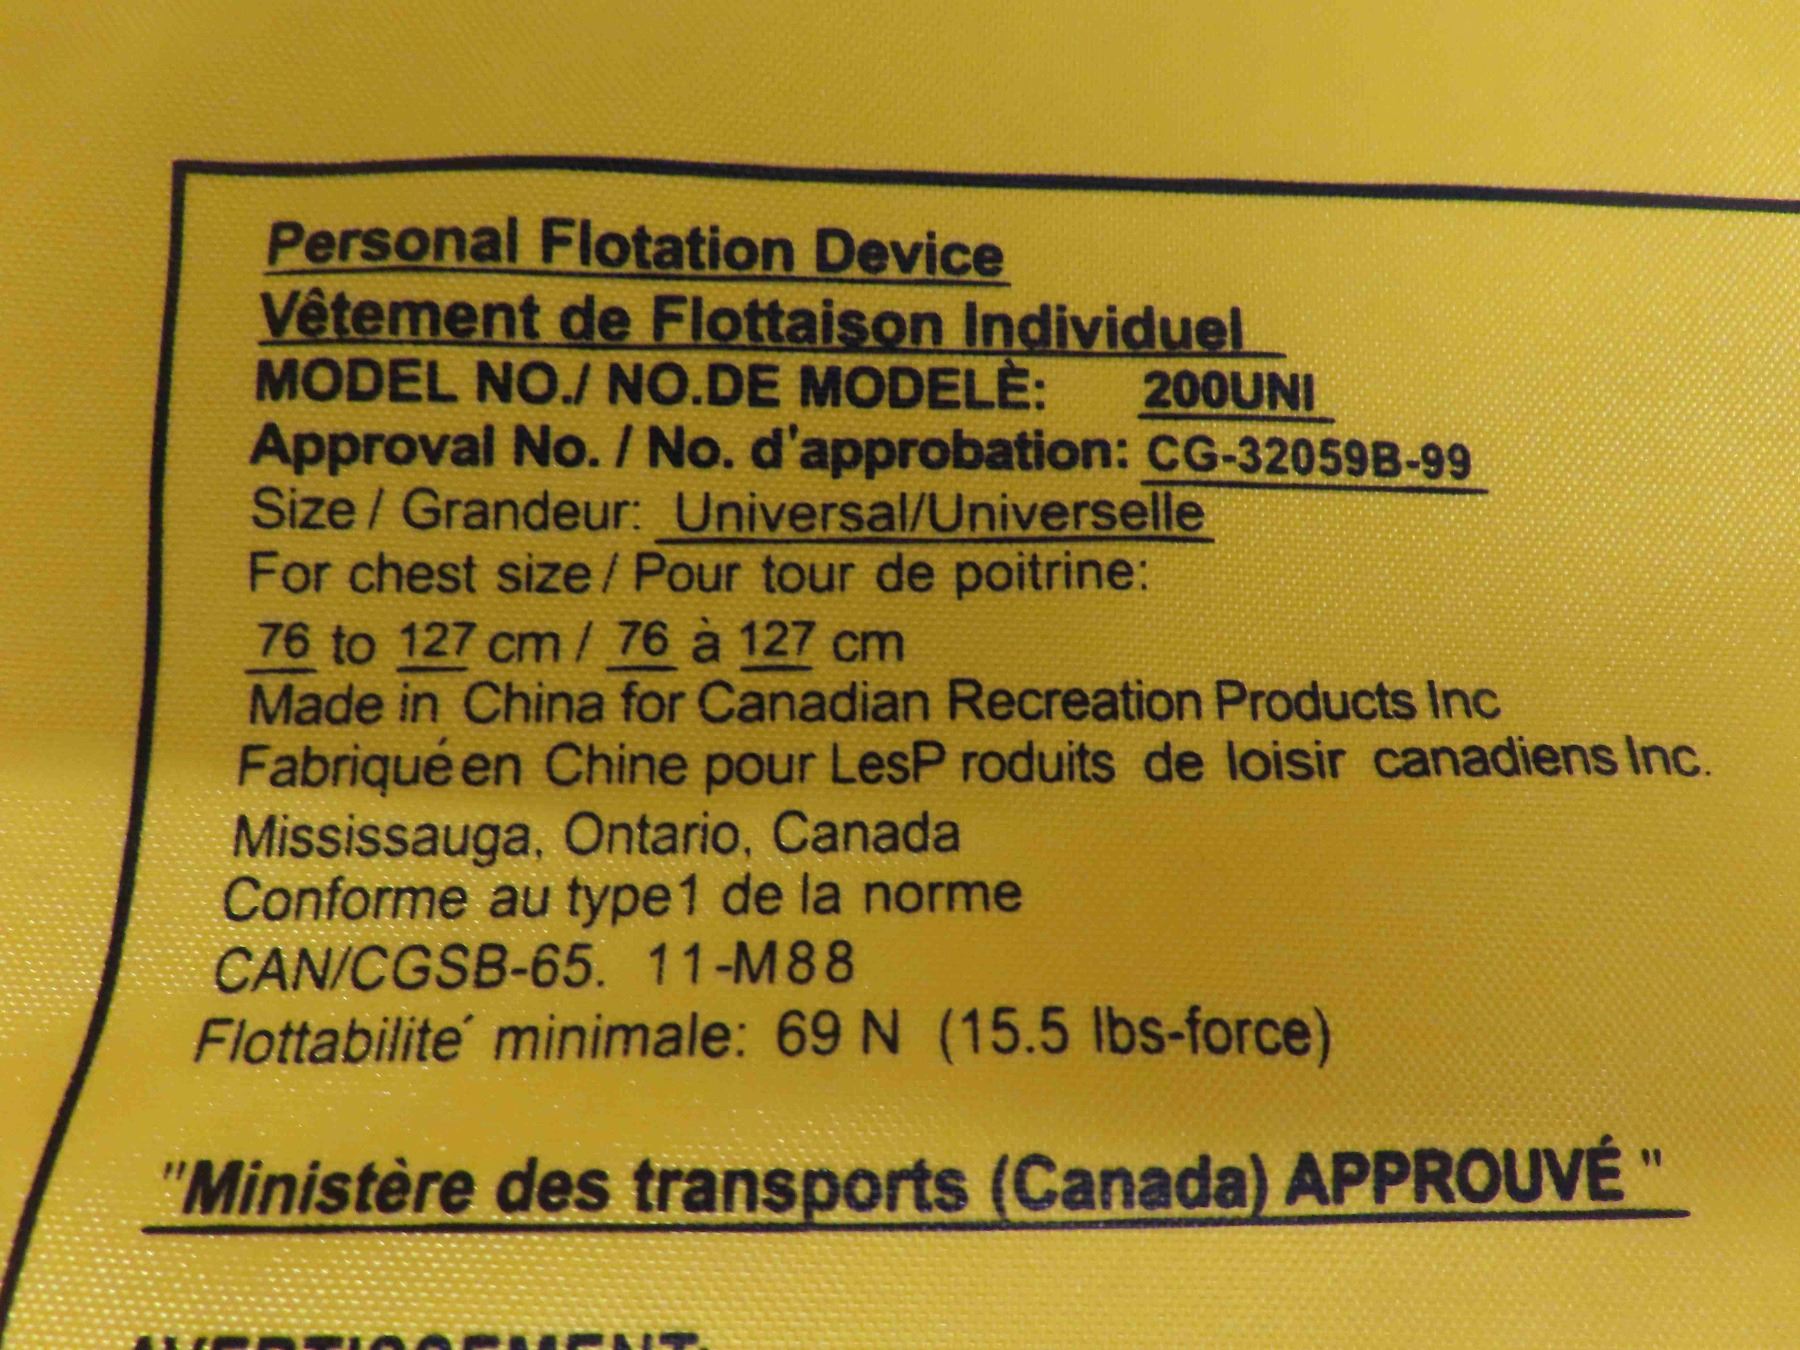 Personal Flotation Device
Vêtement de Flottaison Individuel
MODEL NO./ NO.DE MODELÈ: 200UNI
Approval No. / No. d'approbation: CG-32059B-99
Size / Grandeur: Universal/Universelle
For chest size / Pour tour de poitrine:
76 to 127 cm / 76 à 127 cm
Made in China for Canadian Recreation Products Inc
Fabriqué en Chine pour LesP roduits de loisir canadiens Inc.
Mississauga, Ontario, Canada
Conforme au type1 de la norme
CAN/CGSB-65. 11-M88
Flottabilité minimale: 69 N (15.5 lbs-force)
"Ministère des transports (Canada) APPROUVÉ "
AVERTISSEMENT: